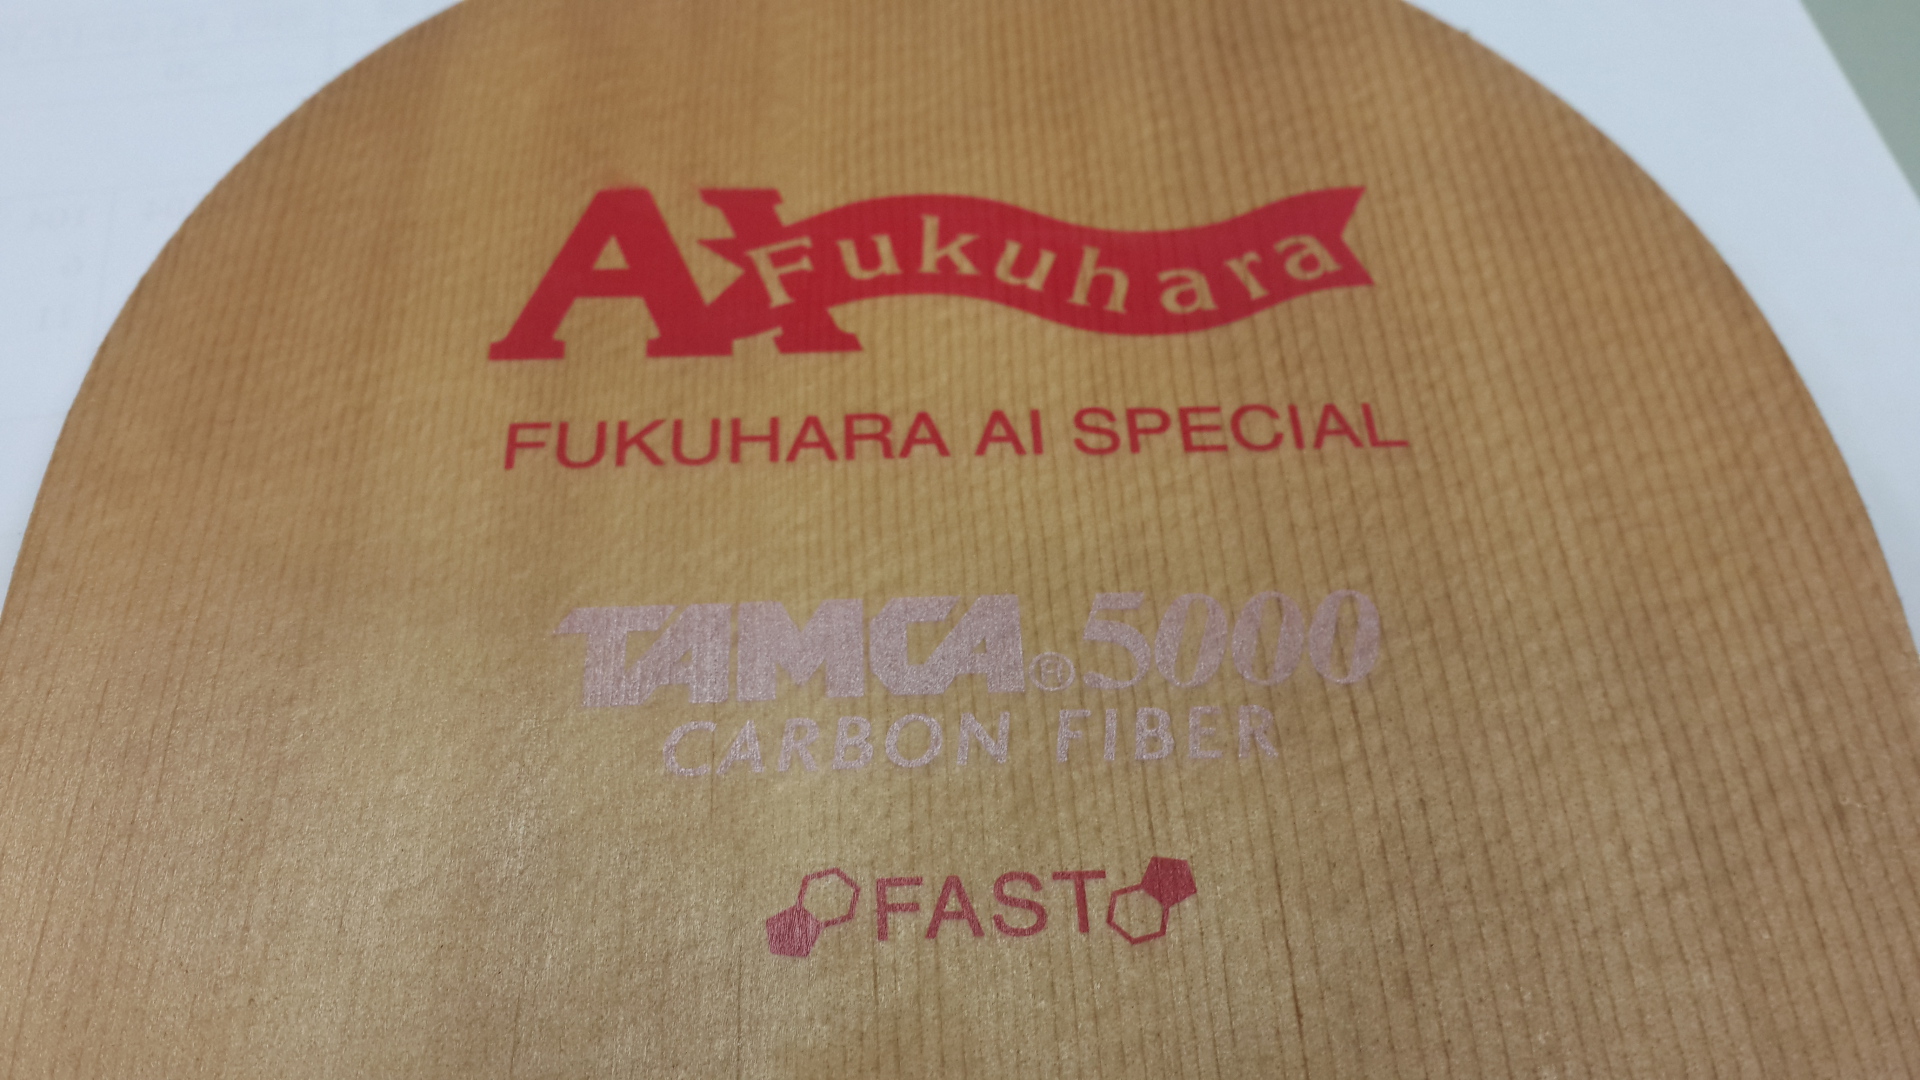 AI Fukuhara
FUKUHARA AI SPECIAL
TAMCA® 5000
CARBON FIBER
FAST